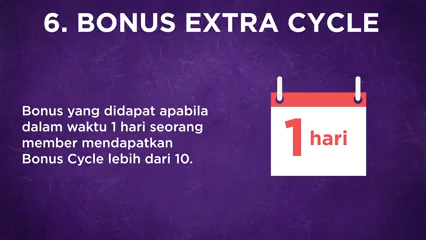 6. BONUS EXTRA CYCLE
Bonus yang didapat apabila
dalam waktu 1 hari seorang
member mendapatkan
Bonus Cycle lebih dari 10.
1 hari